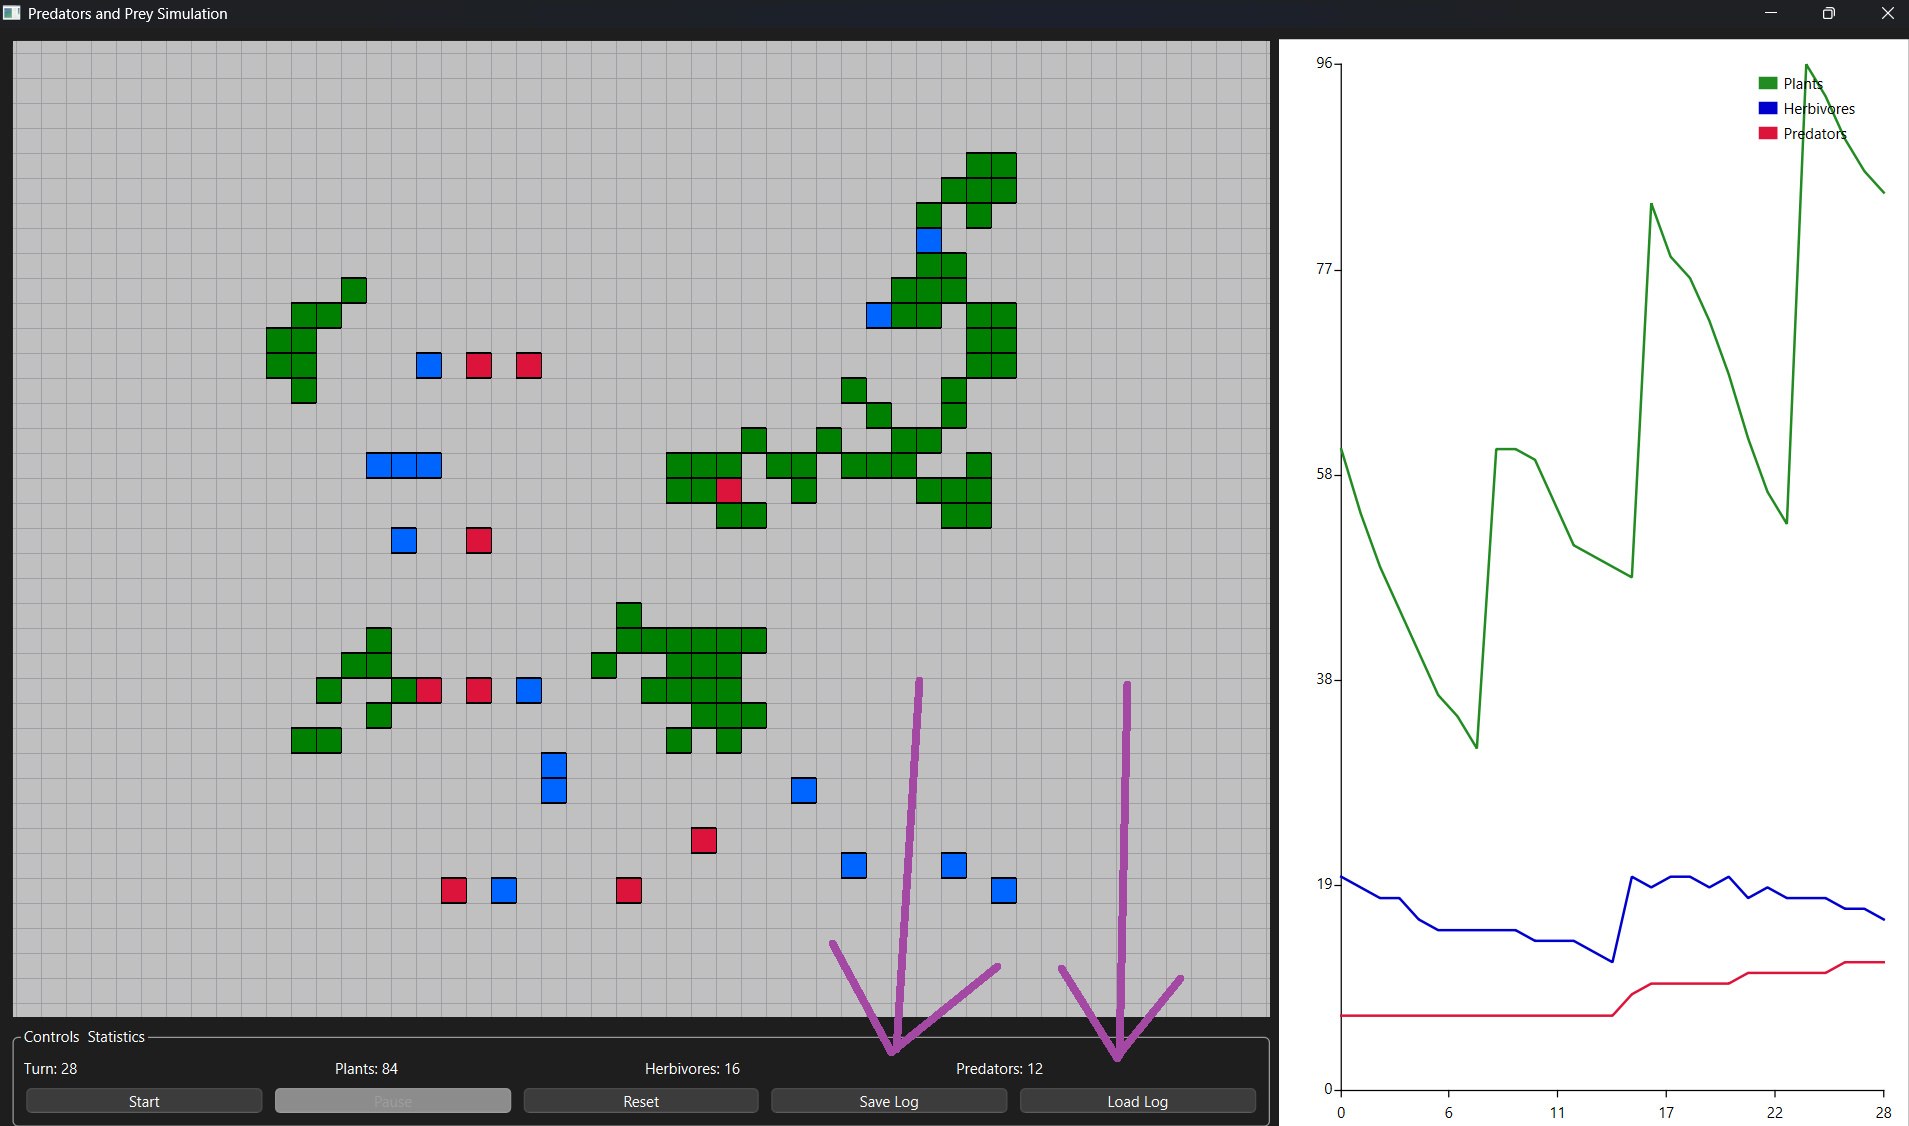 Predators and Prey Simulation
96
77
58
38
19
0
Plants
Herbivores
Predators
0 6 11 17 22 28
Controls Statistics
Turn: 28 Plants: 84 Herbivores: 16 Predators: 12
Start Pause Reset Save Log Load Log